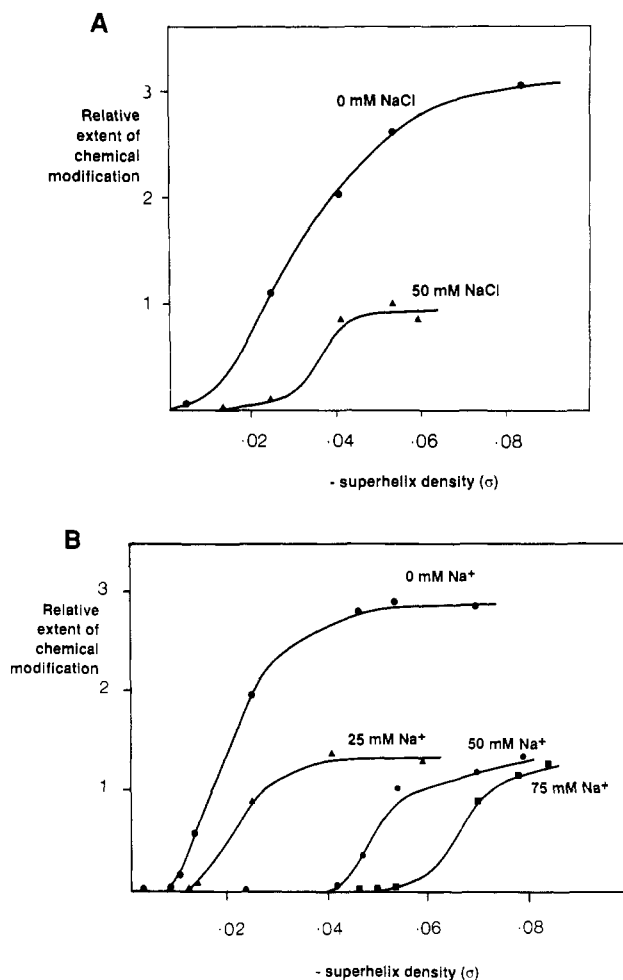 A
Relative
extent of
chemical
modification
3
2
1
0 mM NaCl
50 mM NaCl
·02
·04
·06
·08
- superhelix density (σ)
B
Relative
extent of
chemical
modification
3
2
1
0 mM Na⁺
25 mM Na⁺
50 mM Na⁺
75 mM Na⁺
·02
·04
·06
·08
- superhelix density (σ)